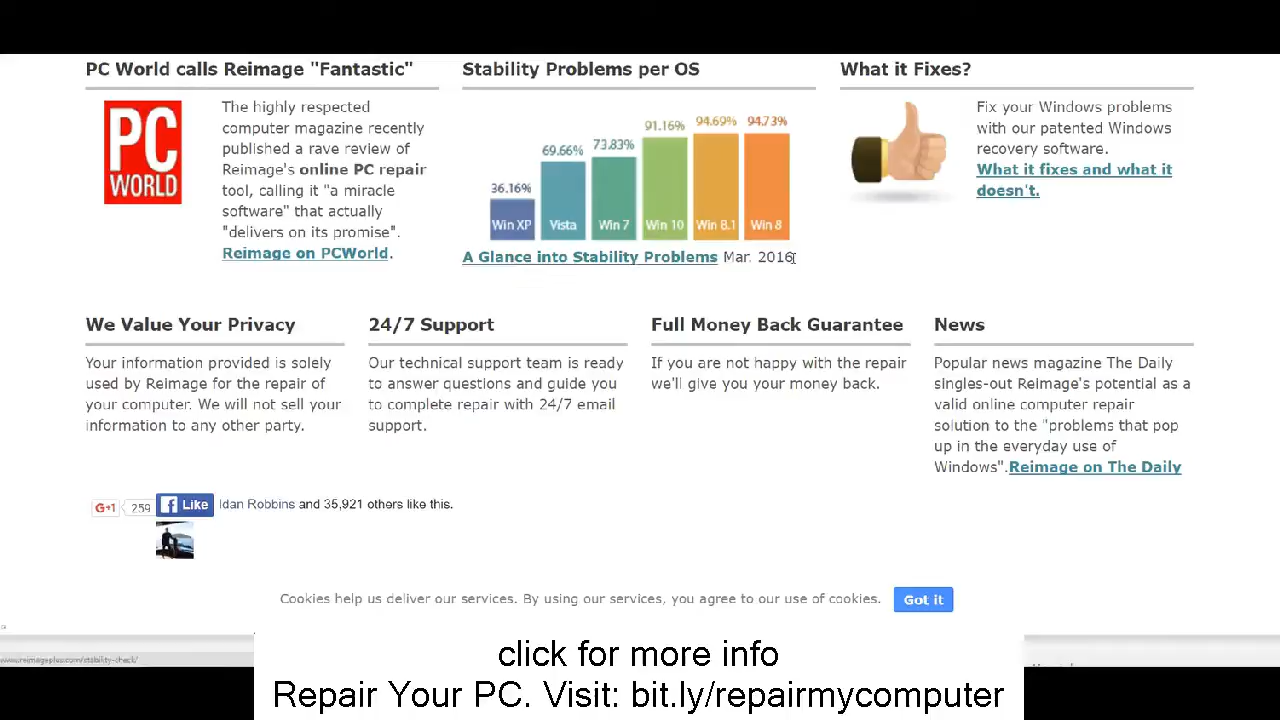 PC World calls Reimage "Fantastic"
PC
WORLD
The highly respected
computer magazine recently
published a rave review of
Reimage's online PC repair
tool, calling it "a miracle
software" that actually
"delivers on its promise".
Reimage on PCWorld.
Stability Problems per OS
36.16%
69.66%
73.83%
91.16%
94.69%
94.73%
Win XP
Vista
Win 7
Win 10
Win 8.1
Win 8
A Glance into Stability Problems Mar. 2016
What it Fixes?
Fix your Windows problems
with our patented Windows
recovery software.
What it fixes and what it
doesn't.
We Value Your Privacy
Your information provided is solely
used by Reimage for the repair of
your computer. We will not sell your
information to any other party.
24/7 Support
Our technical support team is ready
to answer questions and guide you
to complete repair with 24/7 email
support.
Full Money Back Guarantee
If you are not happy with the repair
we'll give you your money back.
News
Popular news magazine The Daily
singles-out Reimage's potential as a
valid online computer repair
solution to the "problems that pop
up in the everyday use of
Windows".Reimage on The Daily
G+1 259 f Like Idan Robbins and 35,921 others like this.
Cookies help us deliver our services. By using our services, you agree to our use of cookies. Got it
www.reimageplus.com/stability-check/
click for more info
Repair Your PC. Visit: bit.ly/repairmycomputer